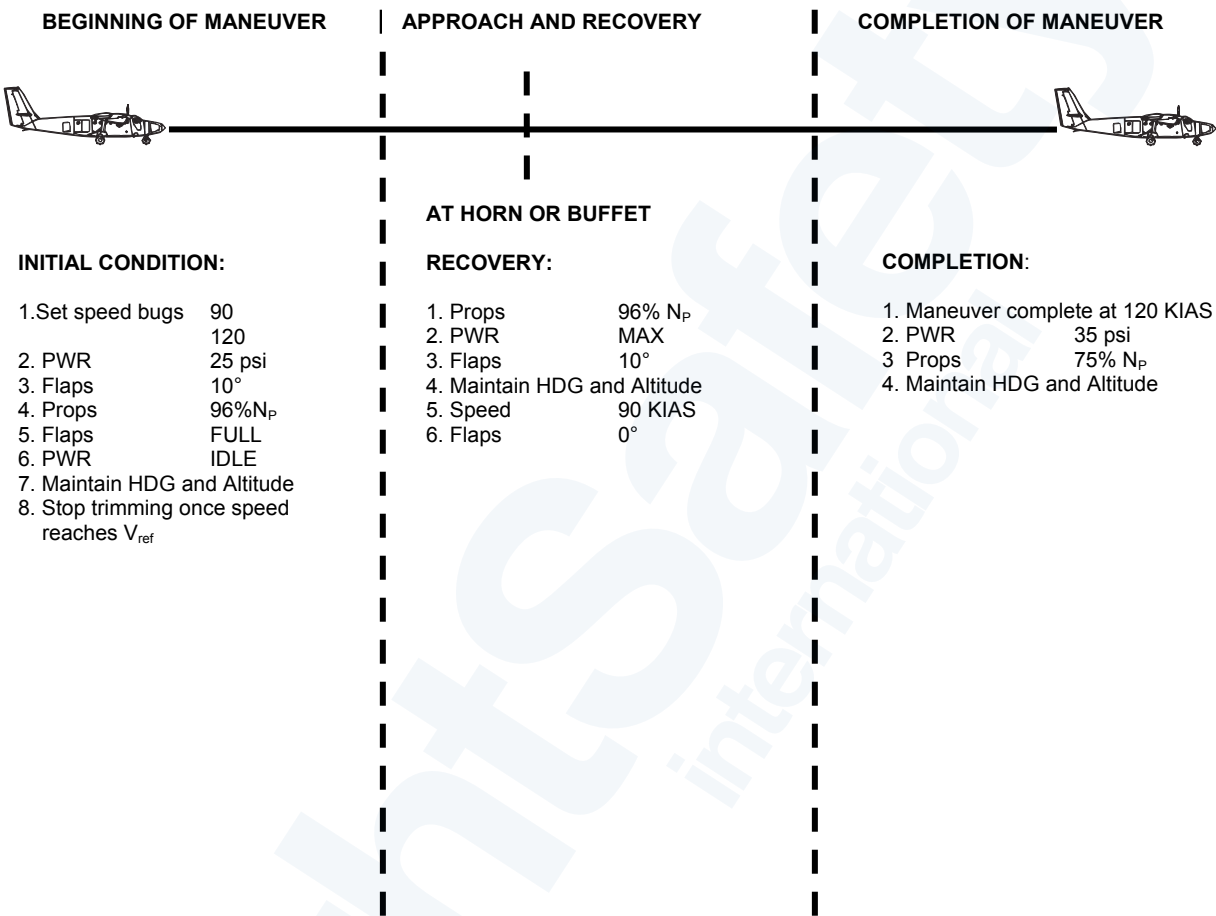 BEGINNING OF MANEUVER
APPROACH AND RECOVERY
COMPLETION OF MANEUVER
AT HORN OR BUFFET
INITIAL CONDITION:
1.Set speed bugs 90
120
2. PWR 25 psi
3. Flaps 10°
4. Props 96%NP
5. Flaps FULL
6. PWR IDLE
7. Maintain HDG and Altitude
8. Stop trimming once speed
reaches Vref
RECOVERY:
1. Props 96% NP
2. PWR MAX
3. Flaps 10°
4. Maintain HDG and Altitude
5. Speed 90 KIAS
6. Flaps 0°
COMPLETION:
1. Maneuver complete at 120 KIAS
2. PWR 35 psi
3 Props 75% NP
4. Maintain HDG and Altitude
htSafety
international